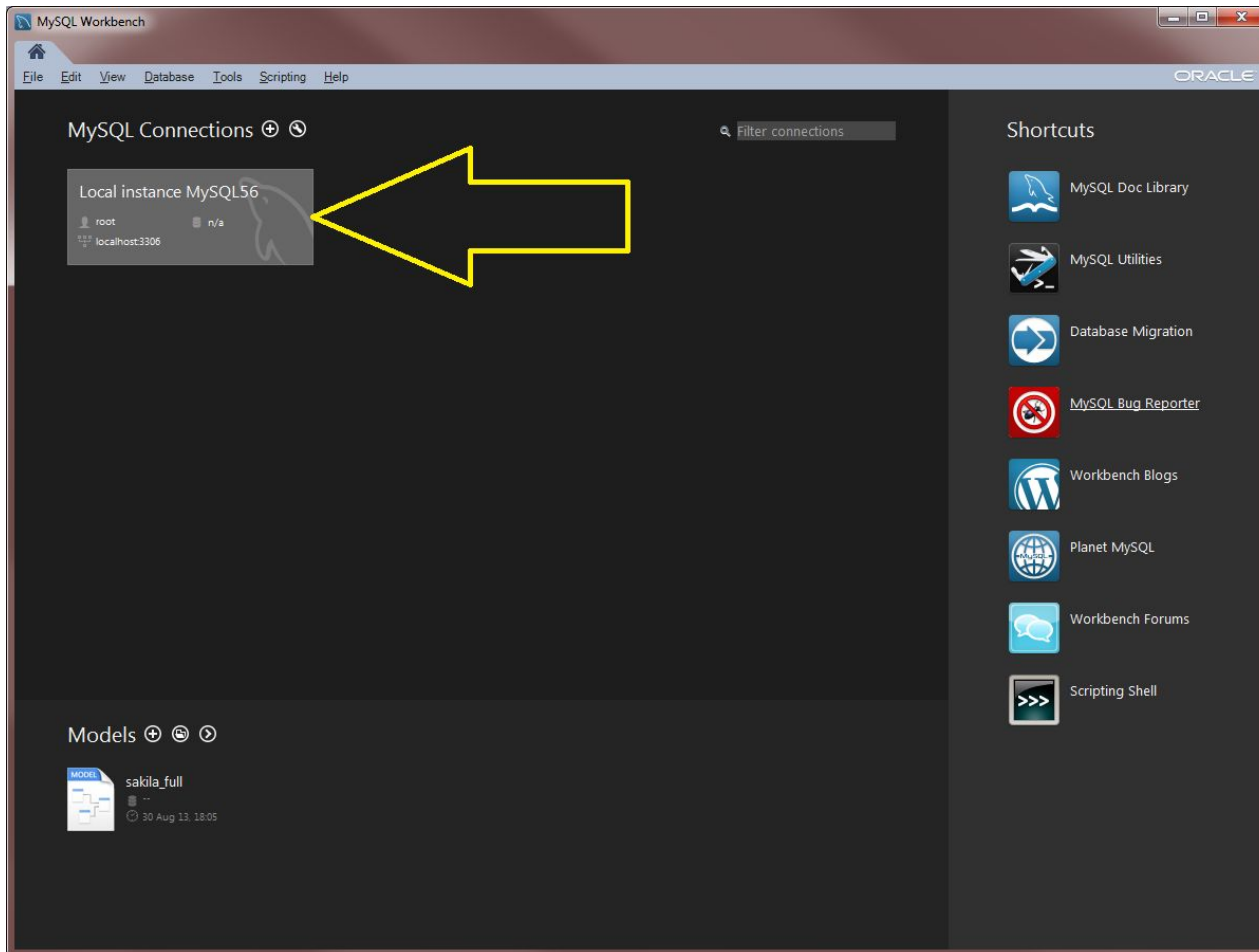 MySQL Workbench
File Edit View Database Tools Scripting Help
ORACLE
MySQL Connections
Filter connections
Local instance MySQL56
root n/a
localhost:3306
Shortcuts
MySQL Doc Library
MySQL Utilities
Database Migration
MySQL Bug Reporter
Workbench Blogs
Planet MySQL
MySQL
Workbench Forums
>>> Scripting Shell
Models
MODEL
sakila_full
--
30 Aug 13, 18:05